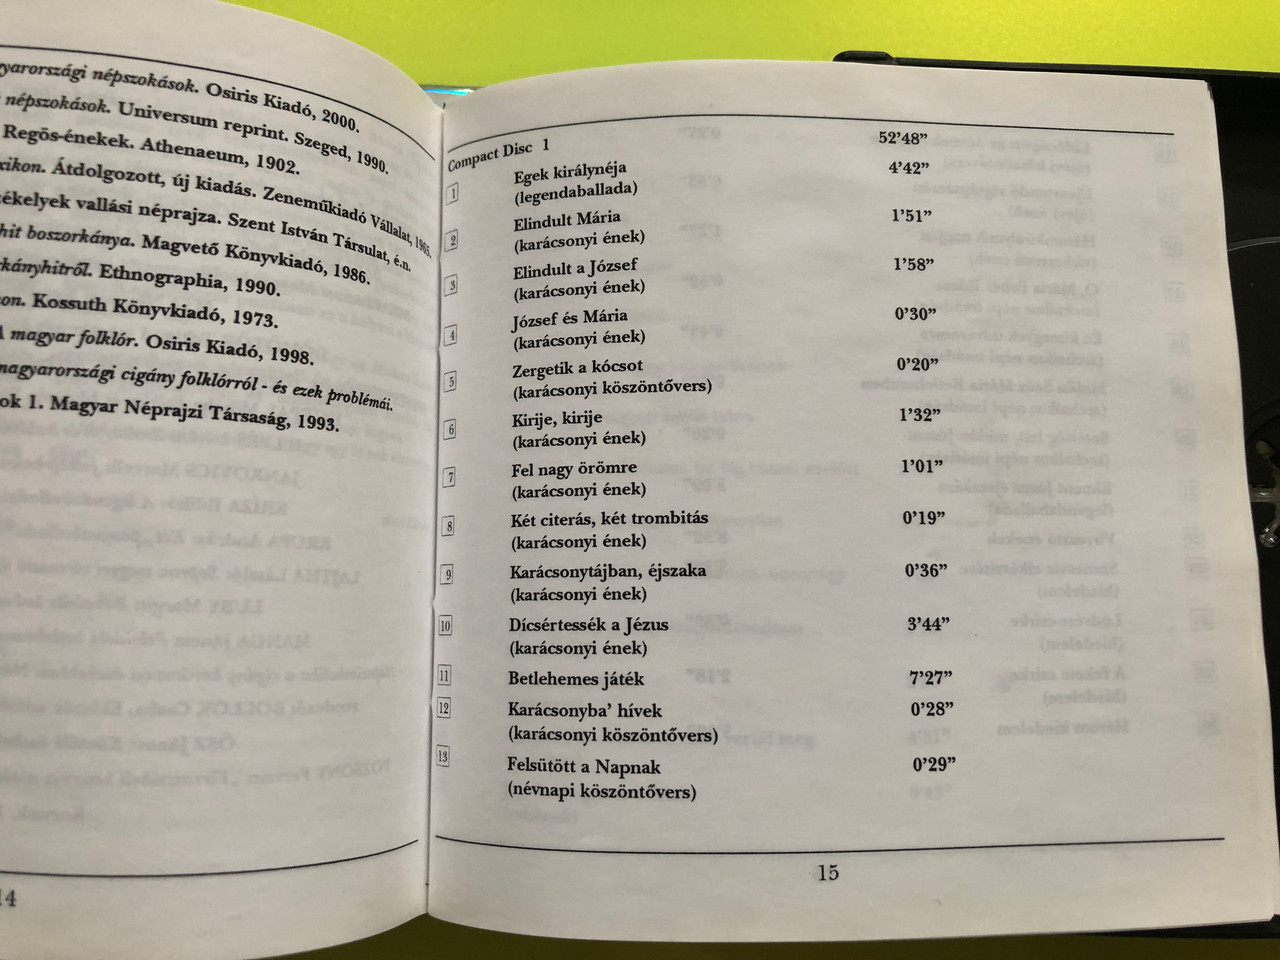 yarországi népszokások. Osiris Kiadó, 2000.
népszokások. Universum reprint. Szeged, 1990.
Regös-énekek. Athenaeum, 1902.
xikon. Átdolgozott, új kiadás. Zeneműkiadó Vállalat, 1965.
ékelyek vallási néprajza. Szent István Társulat, é.n.
hit boszorkánya. Magvető Könyvkiadó, 1986.
rkányhitről. Ethnographia, 1990.
on. Kossuth Könyvkiadó, 1973.
A magyar folklór. Osiris Kiadó, 1998.
magyarországi cigány folklórról - és ezek problémái.
ok 1. Magyar Néprajzi Társaság, 1993.
14
Compact Disc 1 52’48”
1 Egek királynéja 4’42”
(legendaballada)
2 Elindult Mária 1’51”
(karácsonyi ének)
3 Elindult a József 1’58”
(karácsonyi ének)
4 József és Mária 0’30”
(karácsonyi ének)
5 Zergetik a kócsot 0’20”
(karácsonyi köszöntővers)
6 Kirije, kirije 1’32”
(karácsonyi ének)
7 Fel nagy örömre 1’01”
(karácsonyi ének)
8 Két citerás, két trombitás 0’19”
(karácsonyi ének)
9 Karácsonytájban, éjszaka 0’36”
(karácsonyi ének)
10 Dícsértessék a Jézus 3’44”
(karácsonyi ének)
11 Betlehemes játék 7’27”
12 Karácsonyba’ hívek 0’28”
(karácsonyi köszöntővers)
13 Felsütött a Napnak 0’29”
(névnapi köszöntővers)
15